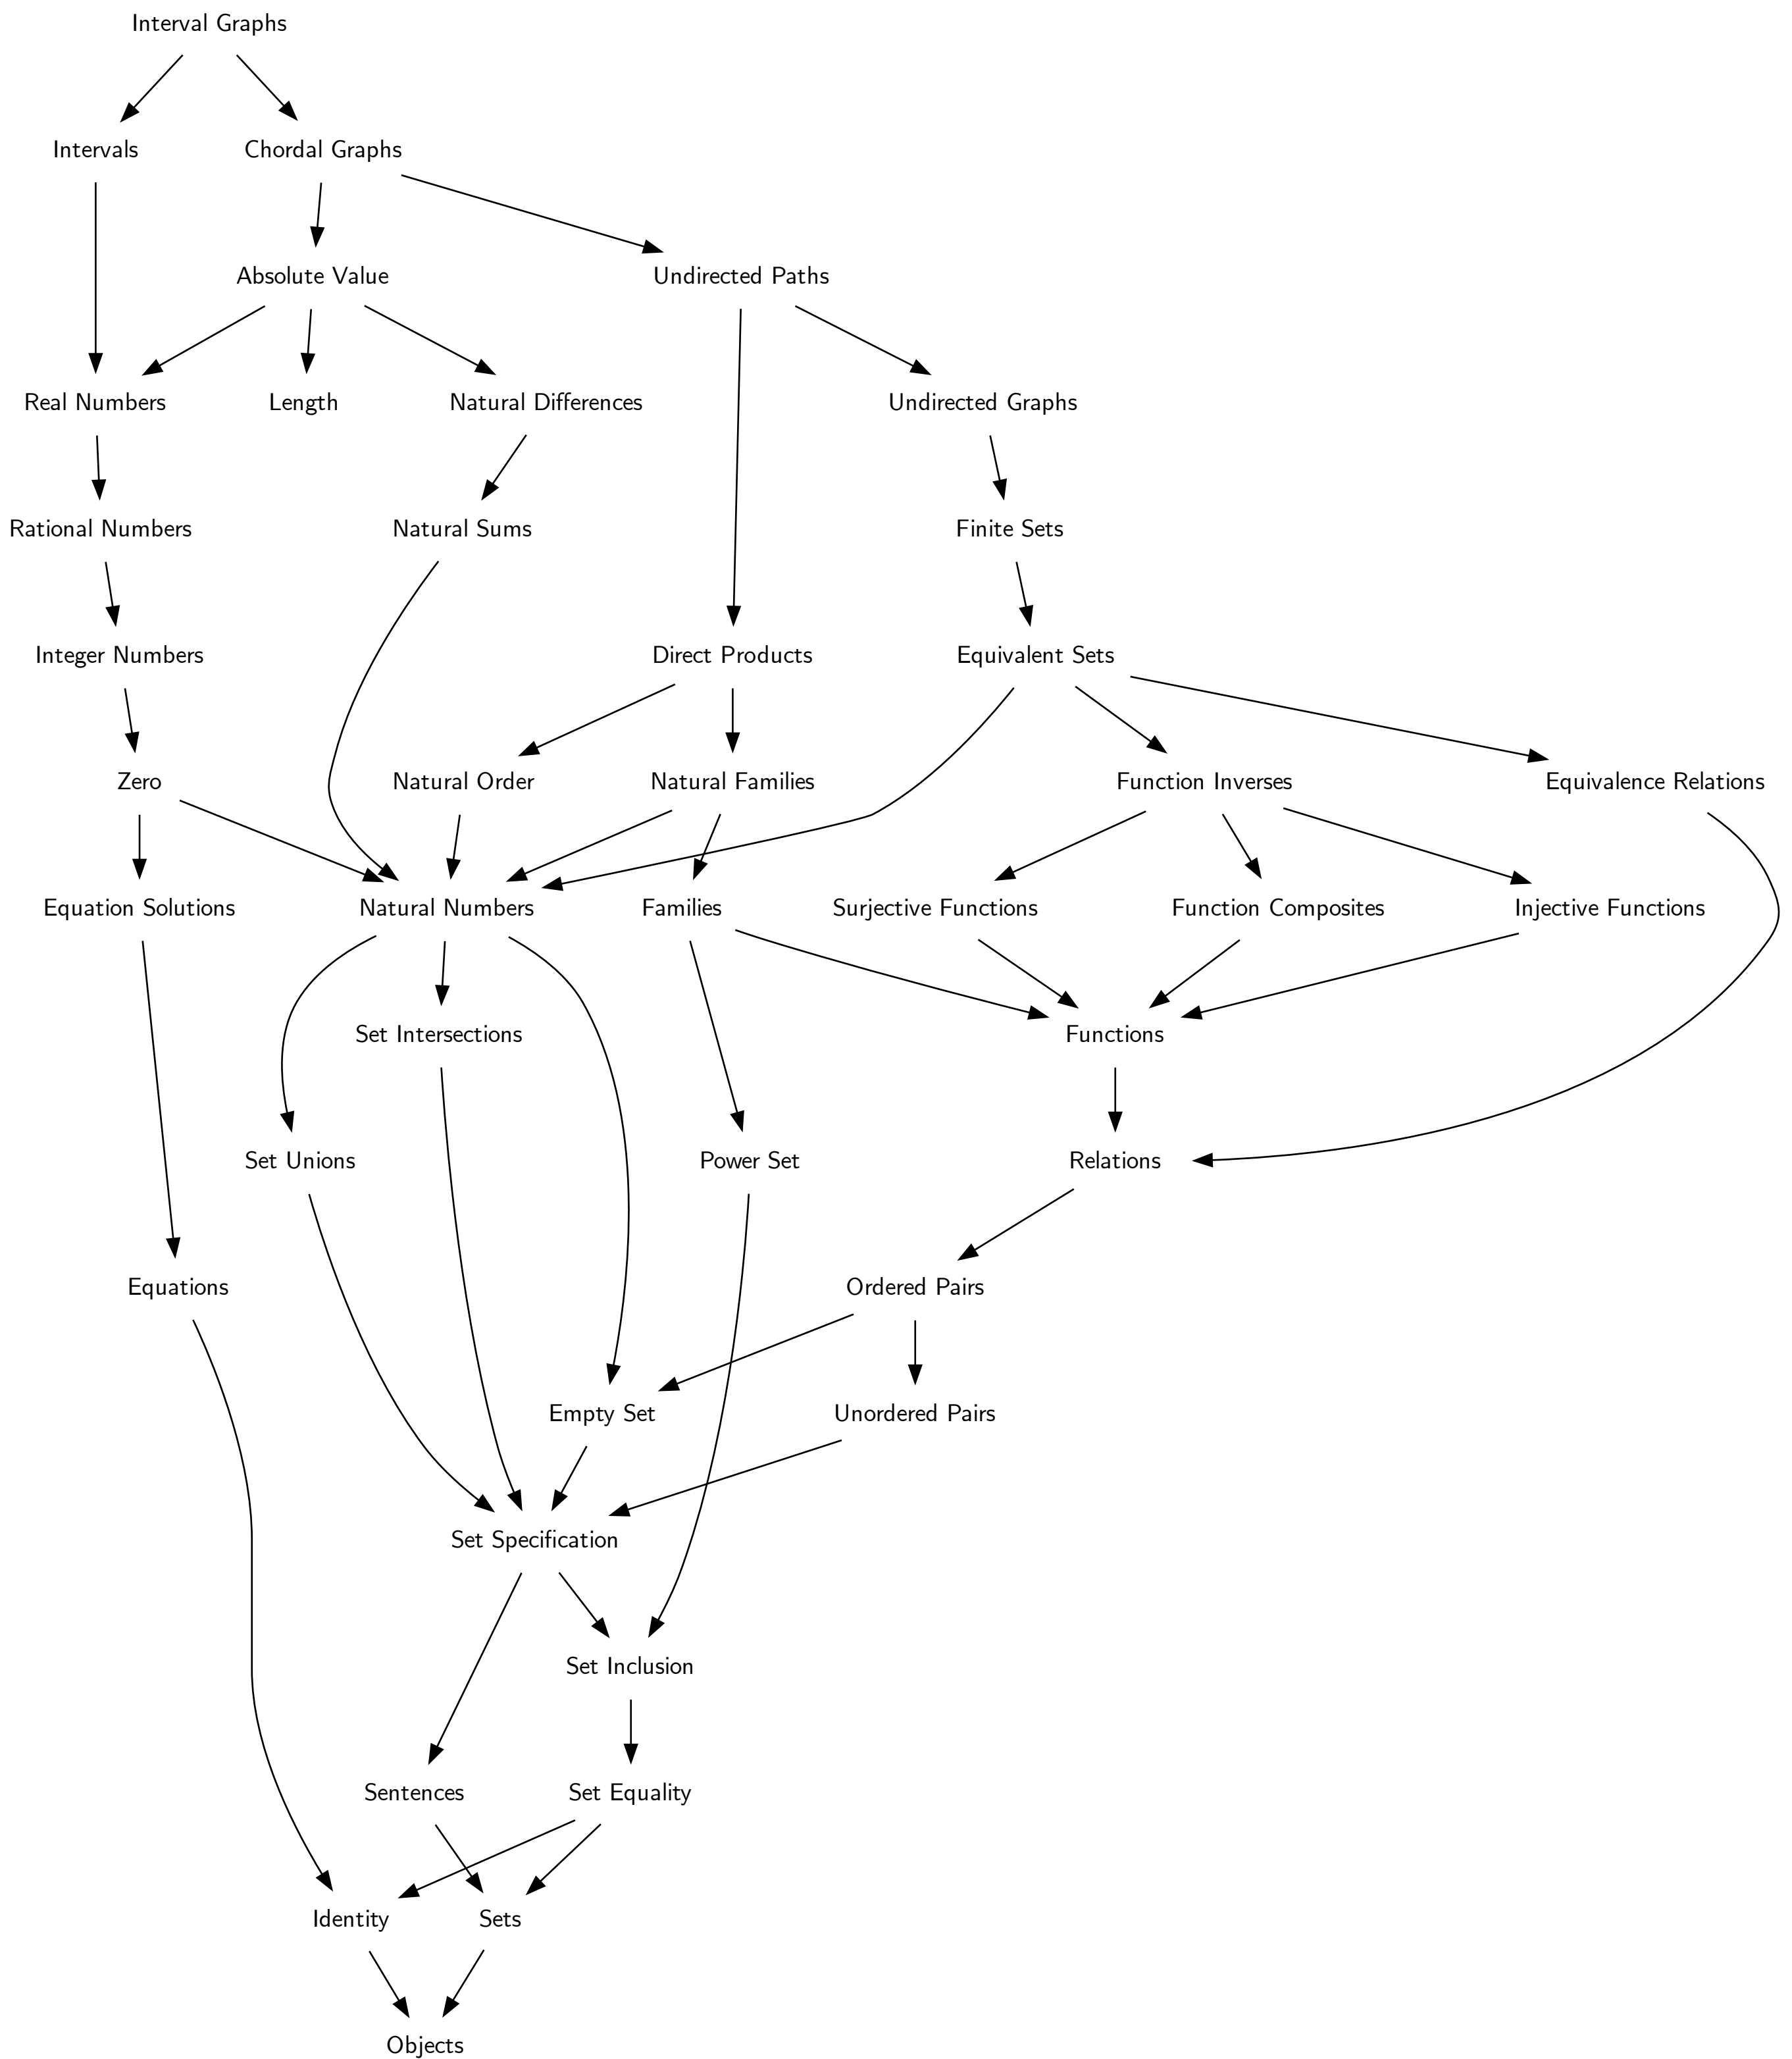 Interval Graphs
Intervals
Chordal Graphs
Absolute Value
Undirected Paths
Real Numbers
Length
Natural Differences
Undirected Graphs
Rational Numbers
Natural Sums
Finite Sets
Integer Numbers
Direct Products
Equivalent Sets
Zero
Natural Order
Natural Families
Function Inverses
Equivalence Relations
Equation Solutions
Natural Numbers
Families
Surjective Functions
Function Composites
Injective Functions
Set Intersections
Functions
Set Unions
Power Set
Relations
Equations
Ordered Pairs
Empty Set
Unordered Pairs
Set Specification
Set Inclusion
Sentences
Set Equality
Identity
Sets
Objects